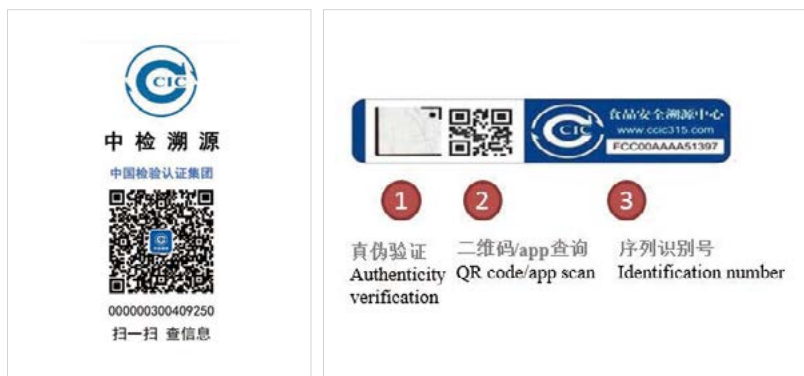 CCIC
中检溯源
中国检验认证集团
000000300409250
扫一扫 查信息
CCIC
食品安全溯源中心
www.ccic315.com
FCC00AAAA51397
1
2
3
真伪验证
Authenticity
verification
二维码/app查询
QR code/app scan
序列识别号
Identification number